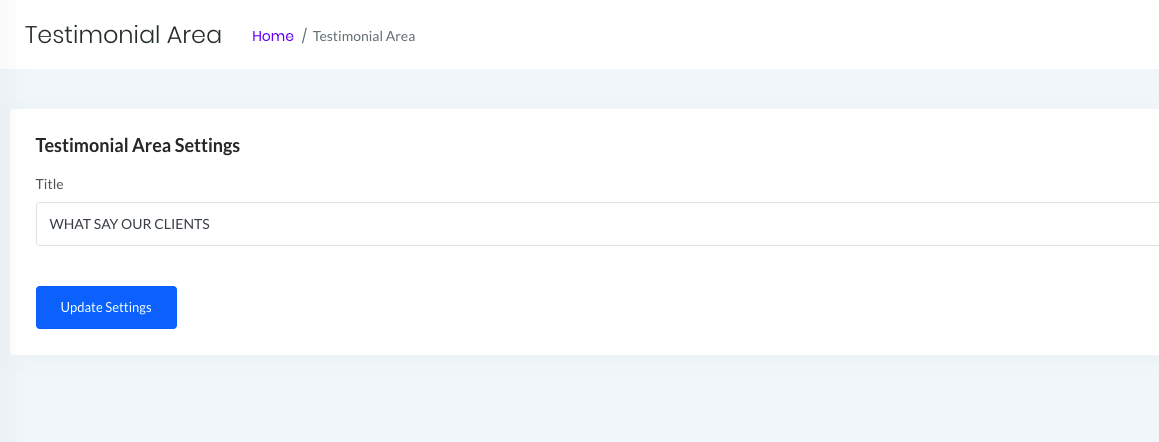 Testimonial Area Home / Testimonial Area
Testimonial Area Settings
Title
WHAT SAY OUR CLIENTS
Update Settings